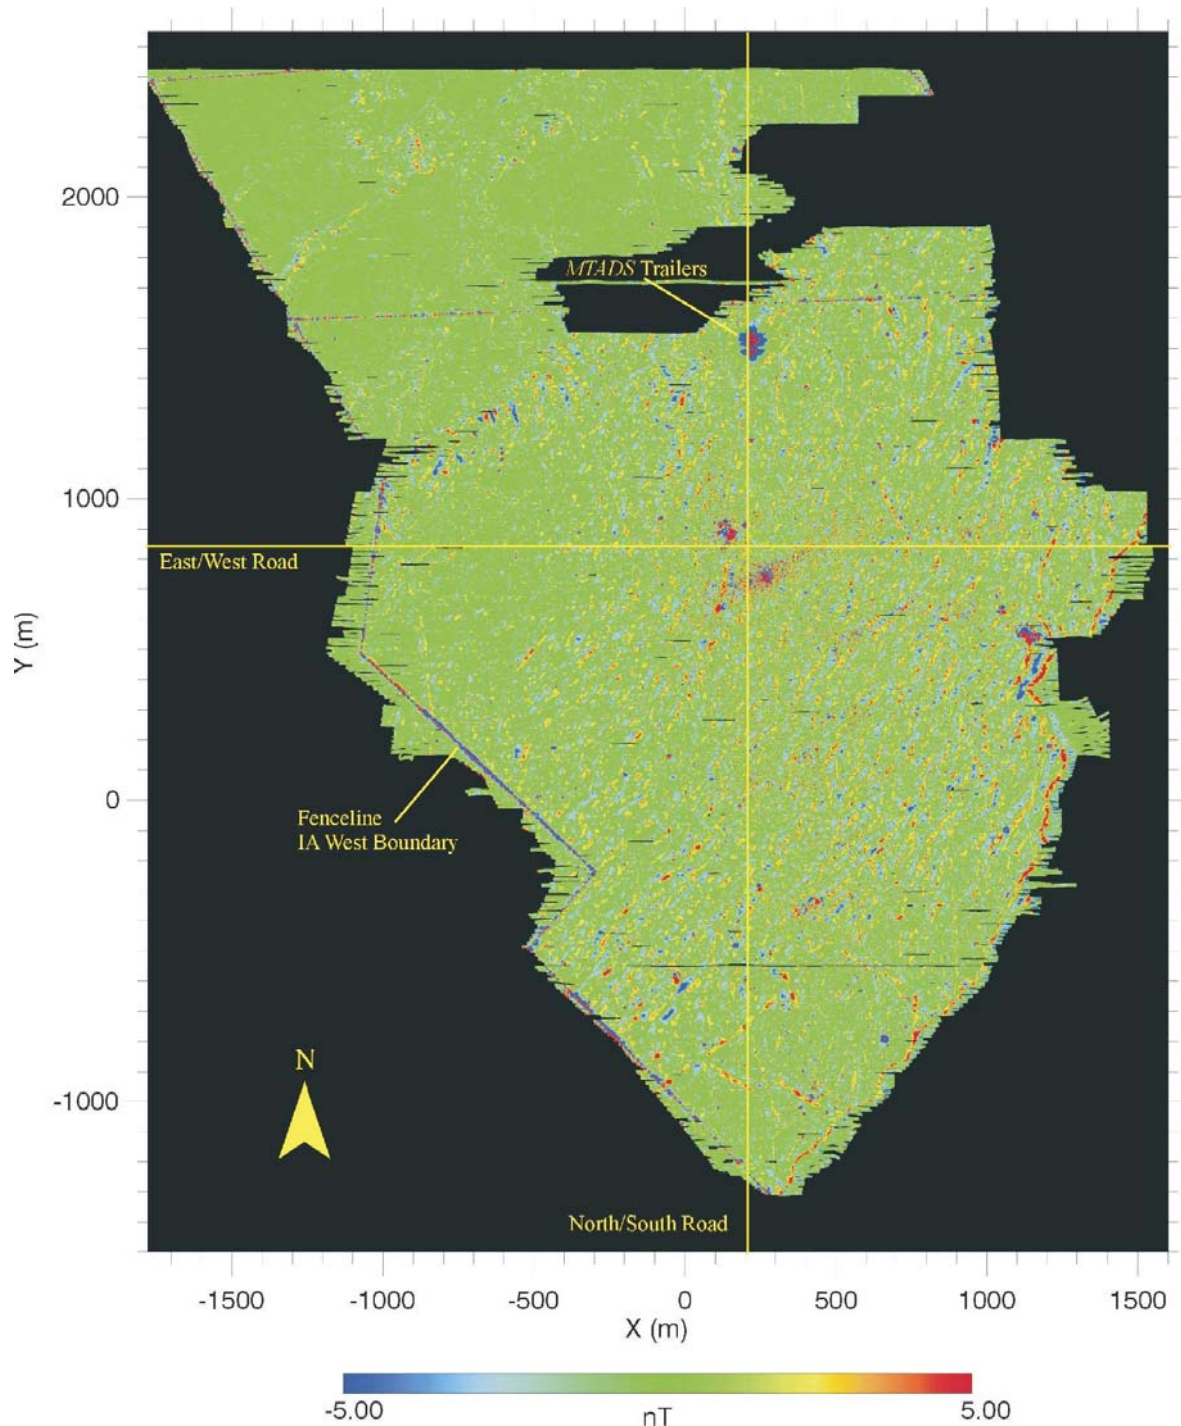 2000
MTADS Trailers
1000
East/West Road
Y (m)
0
Fenceline
IA West Boundary
N
-1000
North/South Road
-1500
-1000
-500
0
500
1000
1500
X (m)
-5.00
5.00
nT